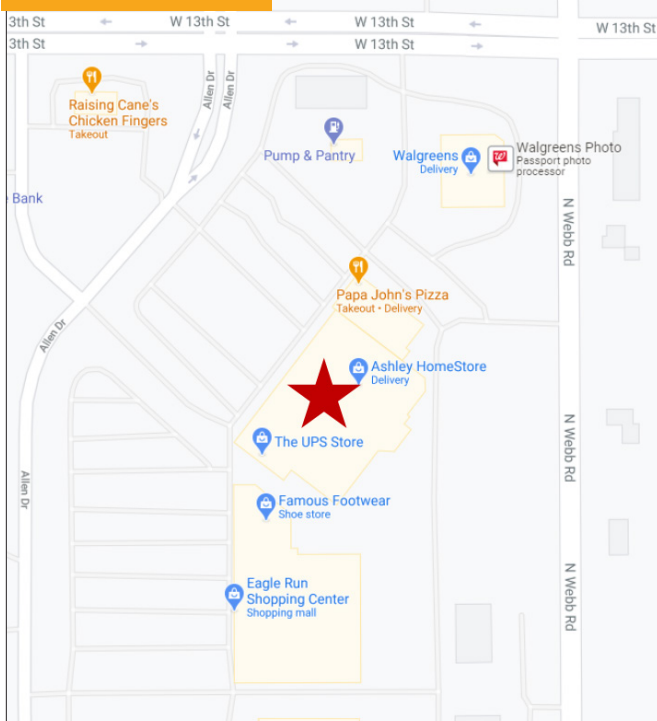 3th St
W 13th St
W 13th St
W 13th St
3th St
W 13th St
Allen Dr
Allen Dr
Raising Cane's
Chicken Fingers
Takeout
Pump & Pantry
Walgreens
Delivery
Walgreens Photo
Passport photo
processor
Bank
N Webb Rd
Papa John's Pizza
Takeout • Delivery
Allen Dr
Ashley HomeStore
Delivery
The UPS Store
N Webb Rd
Allen Dr
Famous Footwear
Shoe store
Eagle Run
Shopping Center
Shopping mall
N Webb Rd